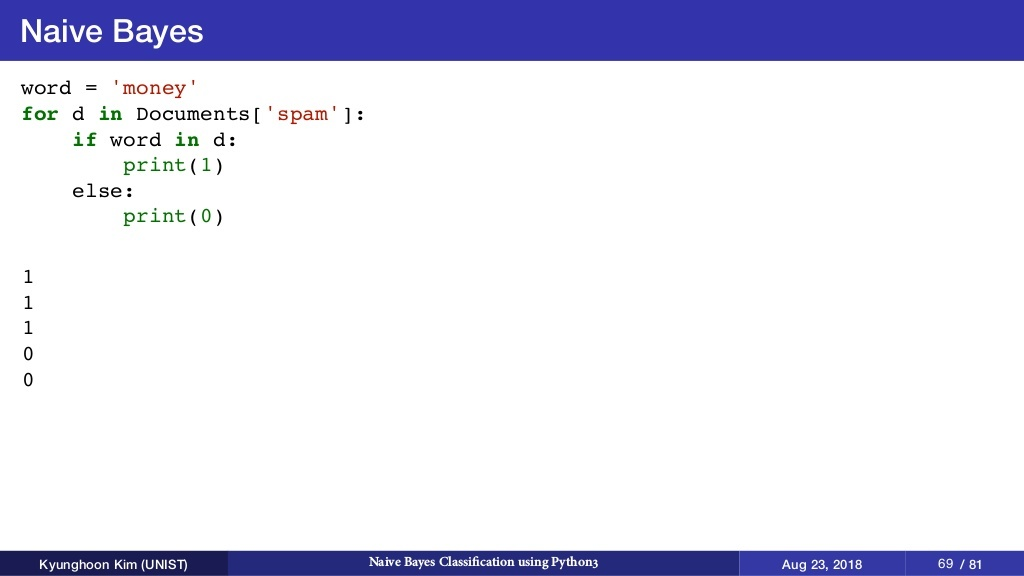 Naive Bayes
word = 'money'
for d in Documents['spam']:
    if word in d:
        print(1)
    else:
        print(0)
1
1
1
0
0
Kyunghoon Kim (UNIST)
Naive Bayes Classification using Python3
Aug 23, 2018
69 / 81